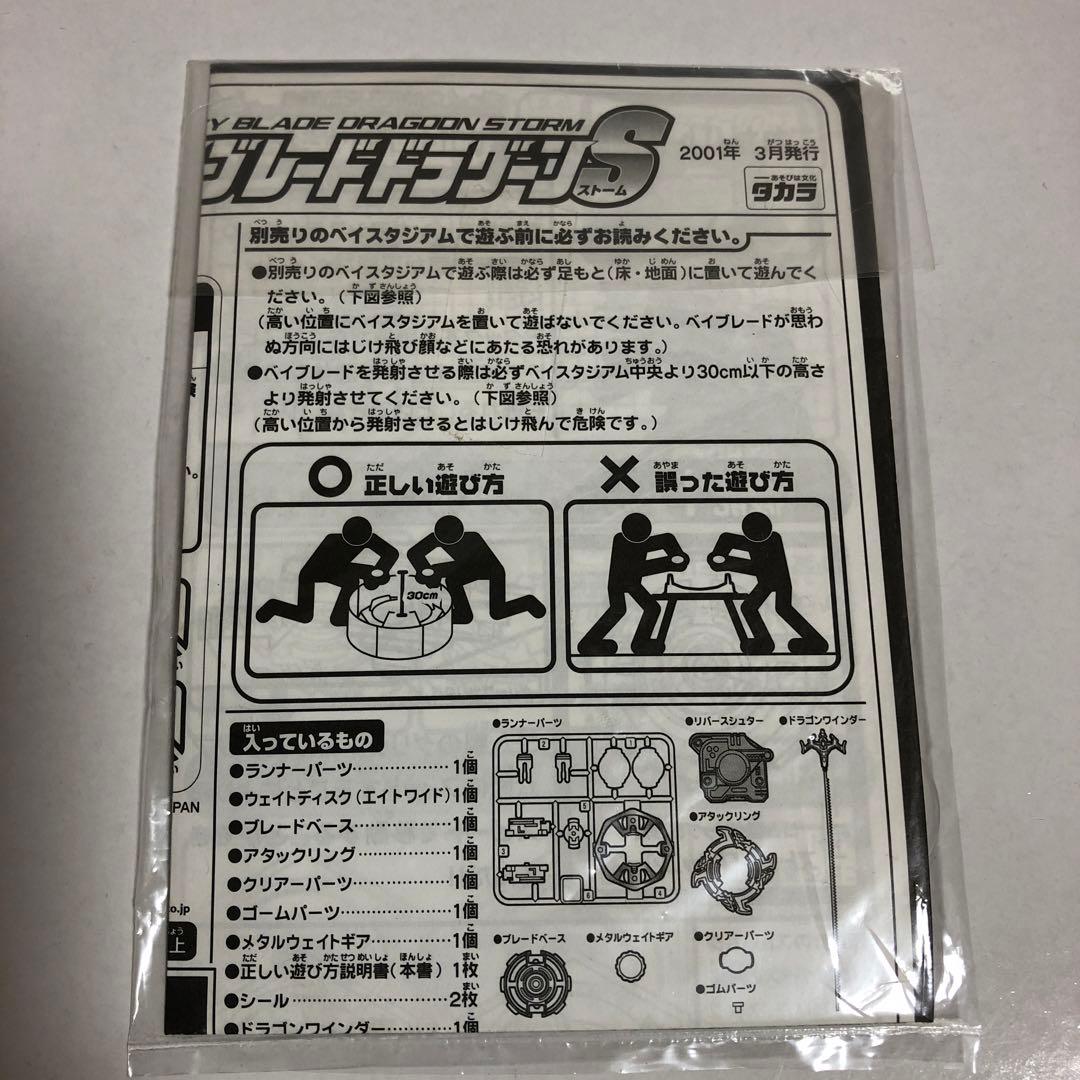 Y BLADE DRAGOON STORM
ブレードドラグーンS
ストーム
2001年 3月発行
あそびは文化
タカラ
別売りのベイスタジアムで遊ぶ前に必ずお読みください。
●別売りのベイスタジアムで遊ぶ際は必ず足もと(床・地面)に置いて遊んでく
ださい。(下図参照)
(高い位置にベイスタジアムを置いて遊ばないでください。ベイブレードが思わ
ぬ方向にはじけ飛び顔などにあたる恐れがあります。)
●ベイブレードを発射させる際は必ずベイスタジアム中央より30cm以下の高さ
より発射させてください。(下図参照)
(高い位置から発射させるとはじけ飛んで危険です。)
○ 正しい遊び方
× 誤った遊び方
30cm
入っているもの
●ランナーパーツ………………1個
●ウェイトディスク(エイトワイド)1個
●ブレードベース………………1個
●アタックリング………………1個
●クリアーパーツ………………1個
●ゴームパーツ…………………1個
●メタルウェイトギア…………1個
●正しい遊び方説明書(本書) 1枚
●シール…………………………2枚
●ドラゴンワインダー…………1個
●ランナーパーツ
●リバースシュター
●ドラゴンワインダー
2
1
5
3
6
4
●アタックリング
●ブレードベース
●メタルウェイトギア
●クリアーパーツ
●ゴムパーツ
PAN
co.jp
上